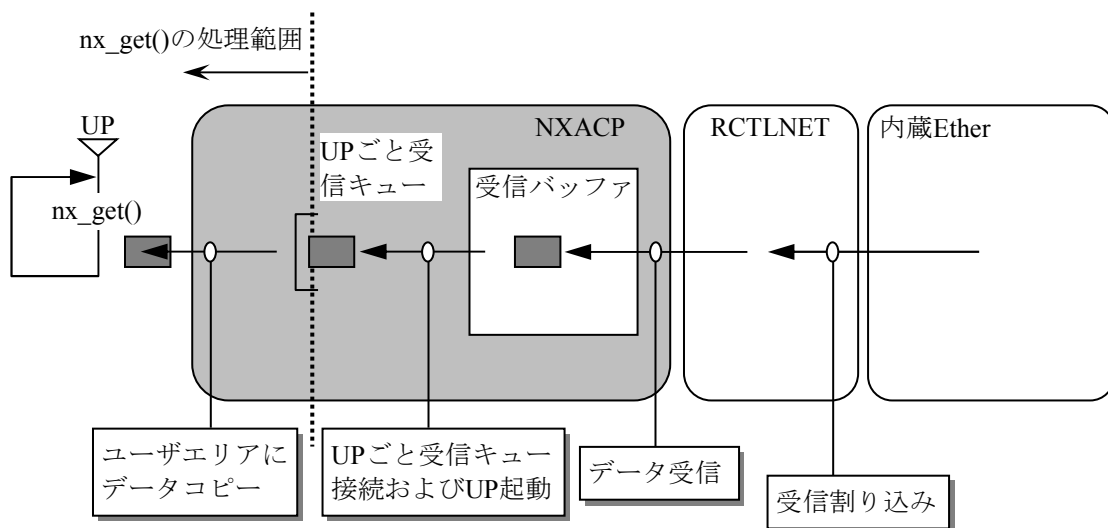 nx_get()の処理範囲
UP
nx_get()
NXACP
RCTLNET
内蔵Ether
UPごと受
信キュー
受信バッファ
ユーザエリアに
データコピー
UPごと受信キュー
接続およびUP起動
データ受信
受信割り込み